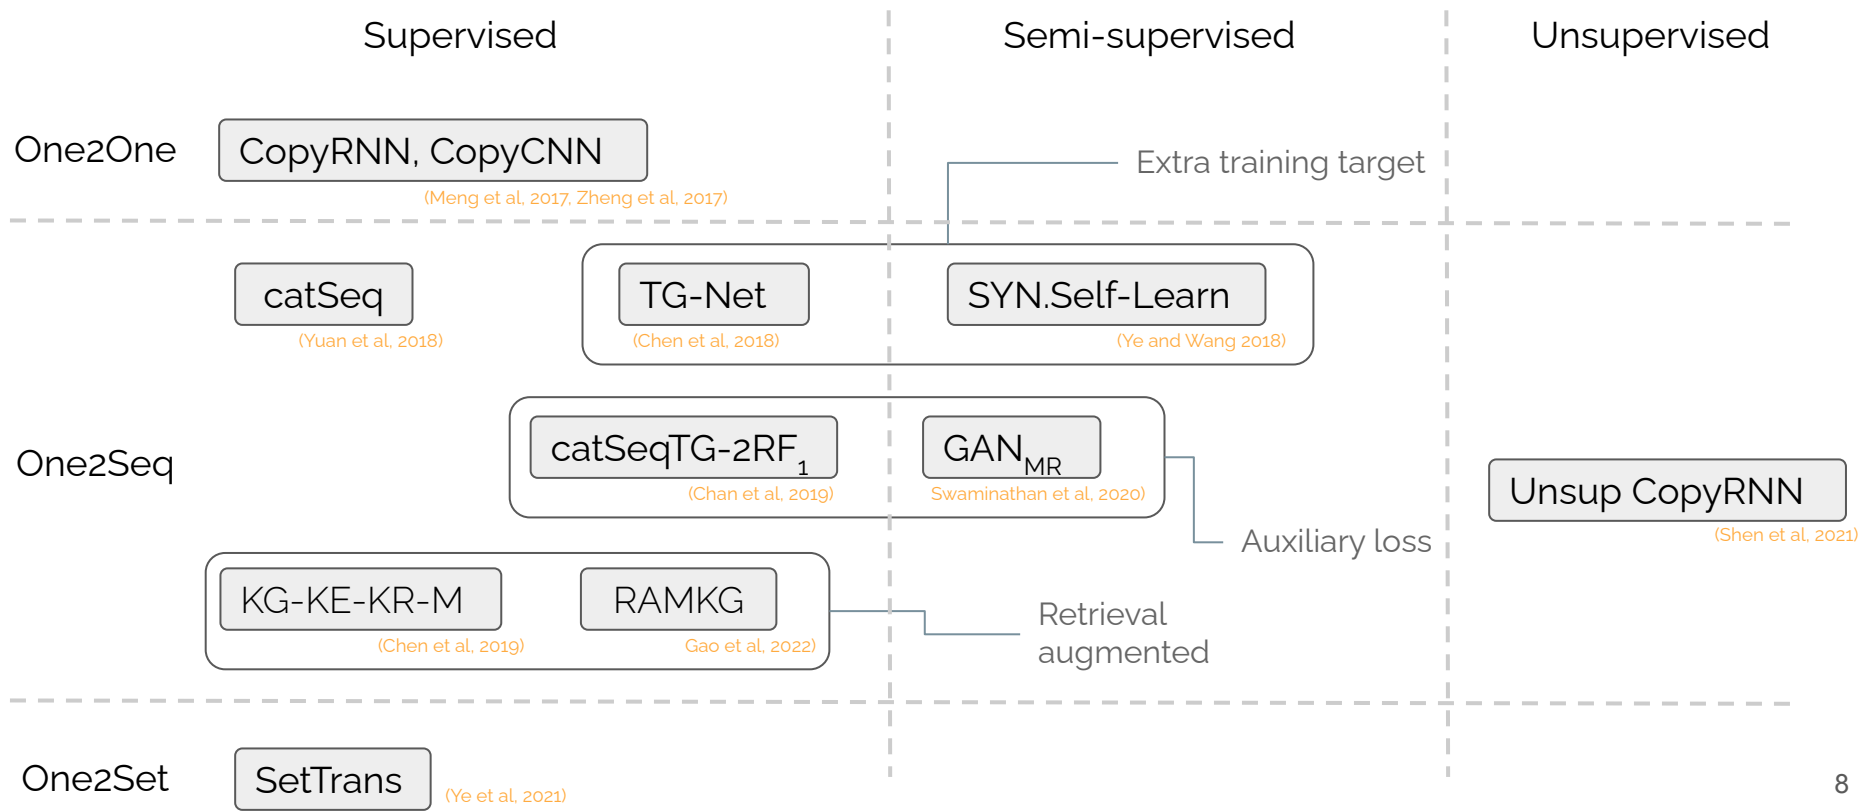 Supervised
Semi-supervised
Unsupervised
One2One
CopyRNN, CopyCNN
(Meng et al, 2017, Zheng et al, 2017)
Extra training target
catSeq
(Yuan et al, 2018)
TG-Net
(Chen et al, 2018)
SYN.Self-Learn
(Ye and Wang 2018)
One2Seq
catSeqTG-2RF1
(Chan et al, 2019)
GANMR
Swaminathan et al, 2020)
Auxiliary loss
Unsup CopyRNN
(Shen et al, 2021)
KG-KE-KR-M
(Chen et al, 2019)
RAMKG
Gao et al, 2022)
Retrieval
augmented
One2Set
SetTrans
(Ye et al, 2021)
8